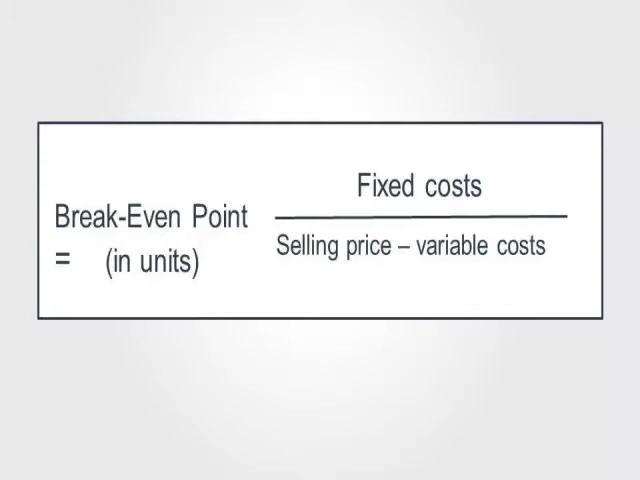 Fixed costs
Break-Even Point
Selling price – variable costs
= (in units)